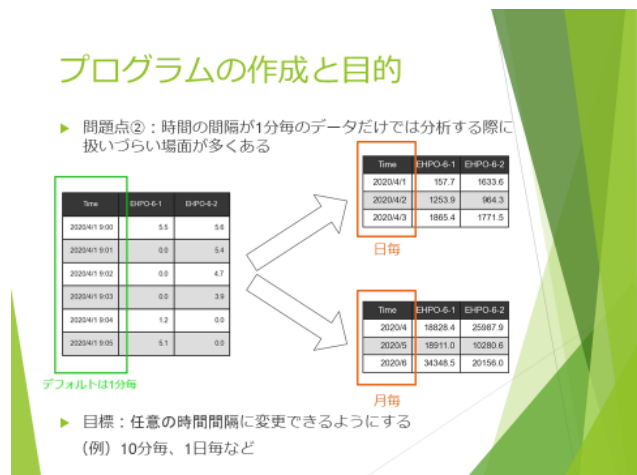 プログラムの作成と目的
問題点②：時間の間隔が1分毎のデータだけでは分析する際に
扱いづらい場面が多くある
Time EHPO-6-1 EHPO-6-2
2020/4/1 9:00 5.5 5.6
2020/4/1 9:01 0.0 5.4
2020/4/1 9:02 0.0 4.7
2020/4/1 9:03 0.0 3.9
2020/4/1 9:04 1.2 0.0
2020/4/1 9:05 5.1 0.0
デフォルトは1分毎
Time EHPO-6-1 EHPO-6-2
2020/4/1 157.7 1633.6
2020/4/2 1253.9 964.3
2020/4/3 1865.4 1771.5
日毎
Time EHPO-6-1 EHPO-6-2
2020/4 18828.4 25987.9
2020/5 18911.0 10280.6
2020/6 34348.5 20156.0
月毎
目標：任意の時間間隔に変更できるようにする
（例）10分毎、1日毎など